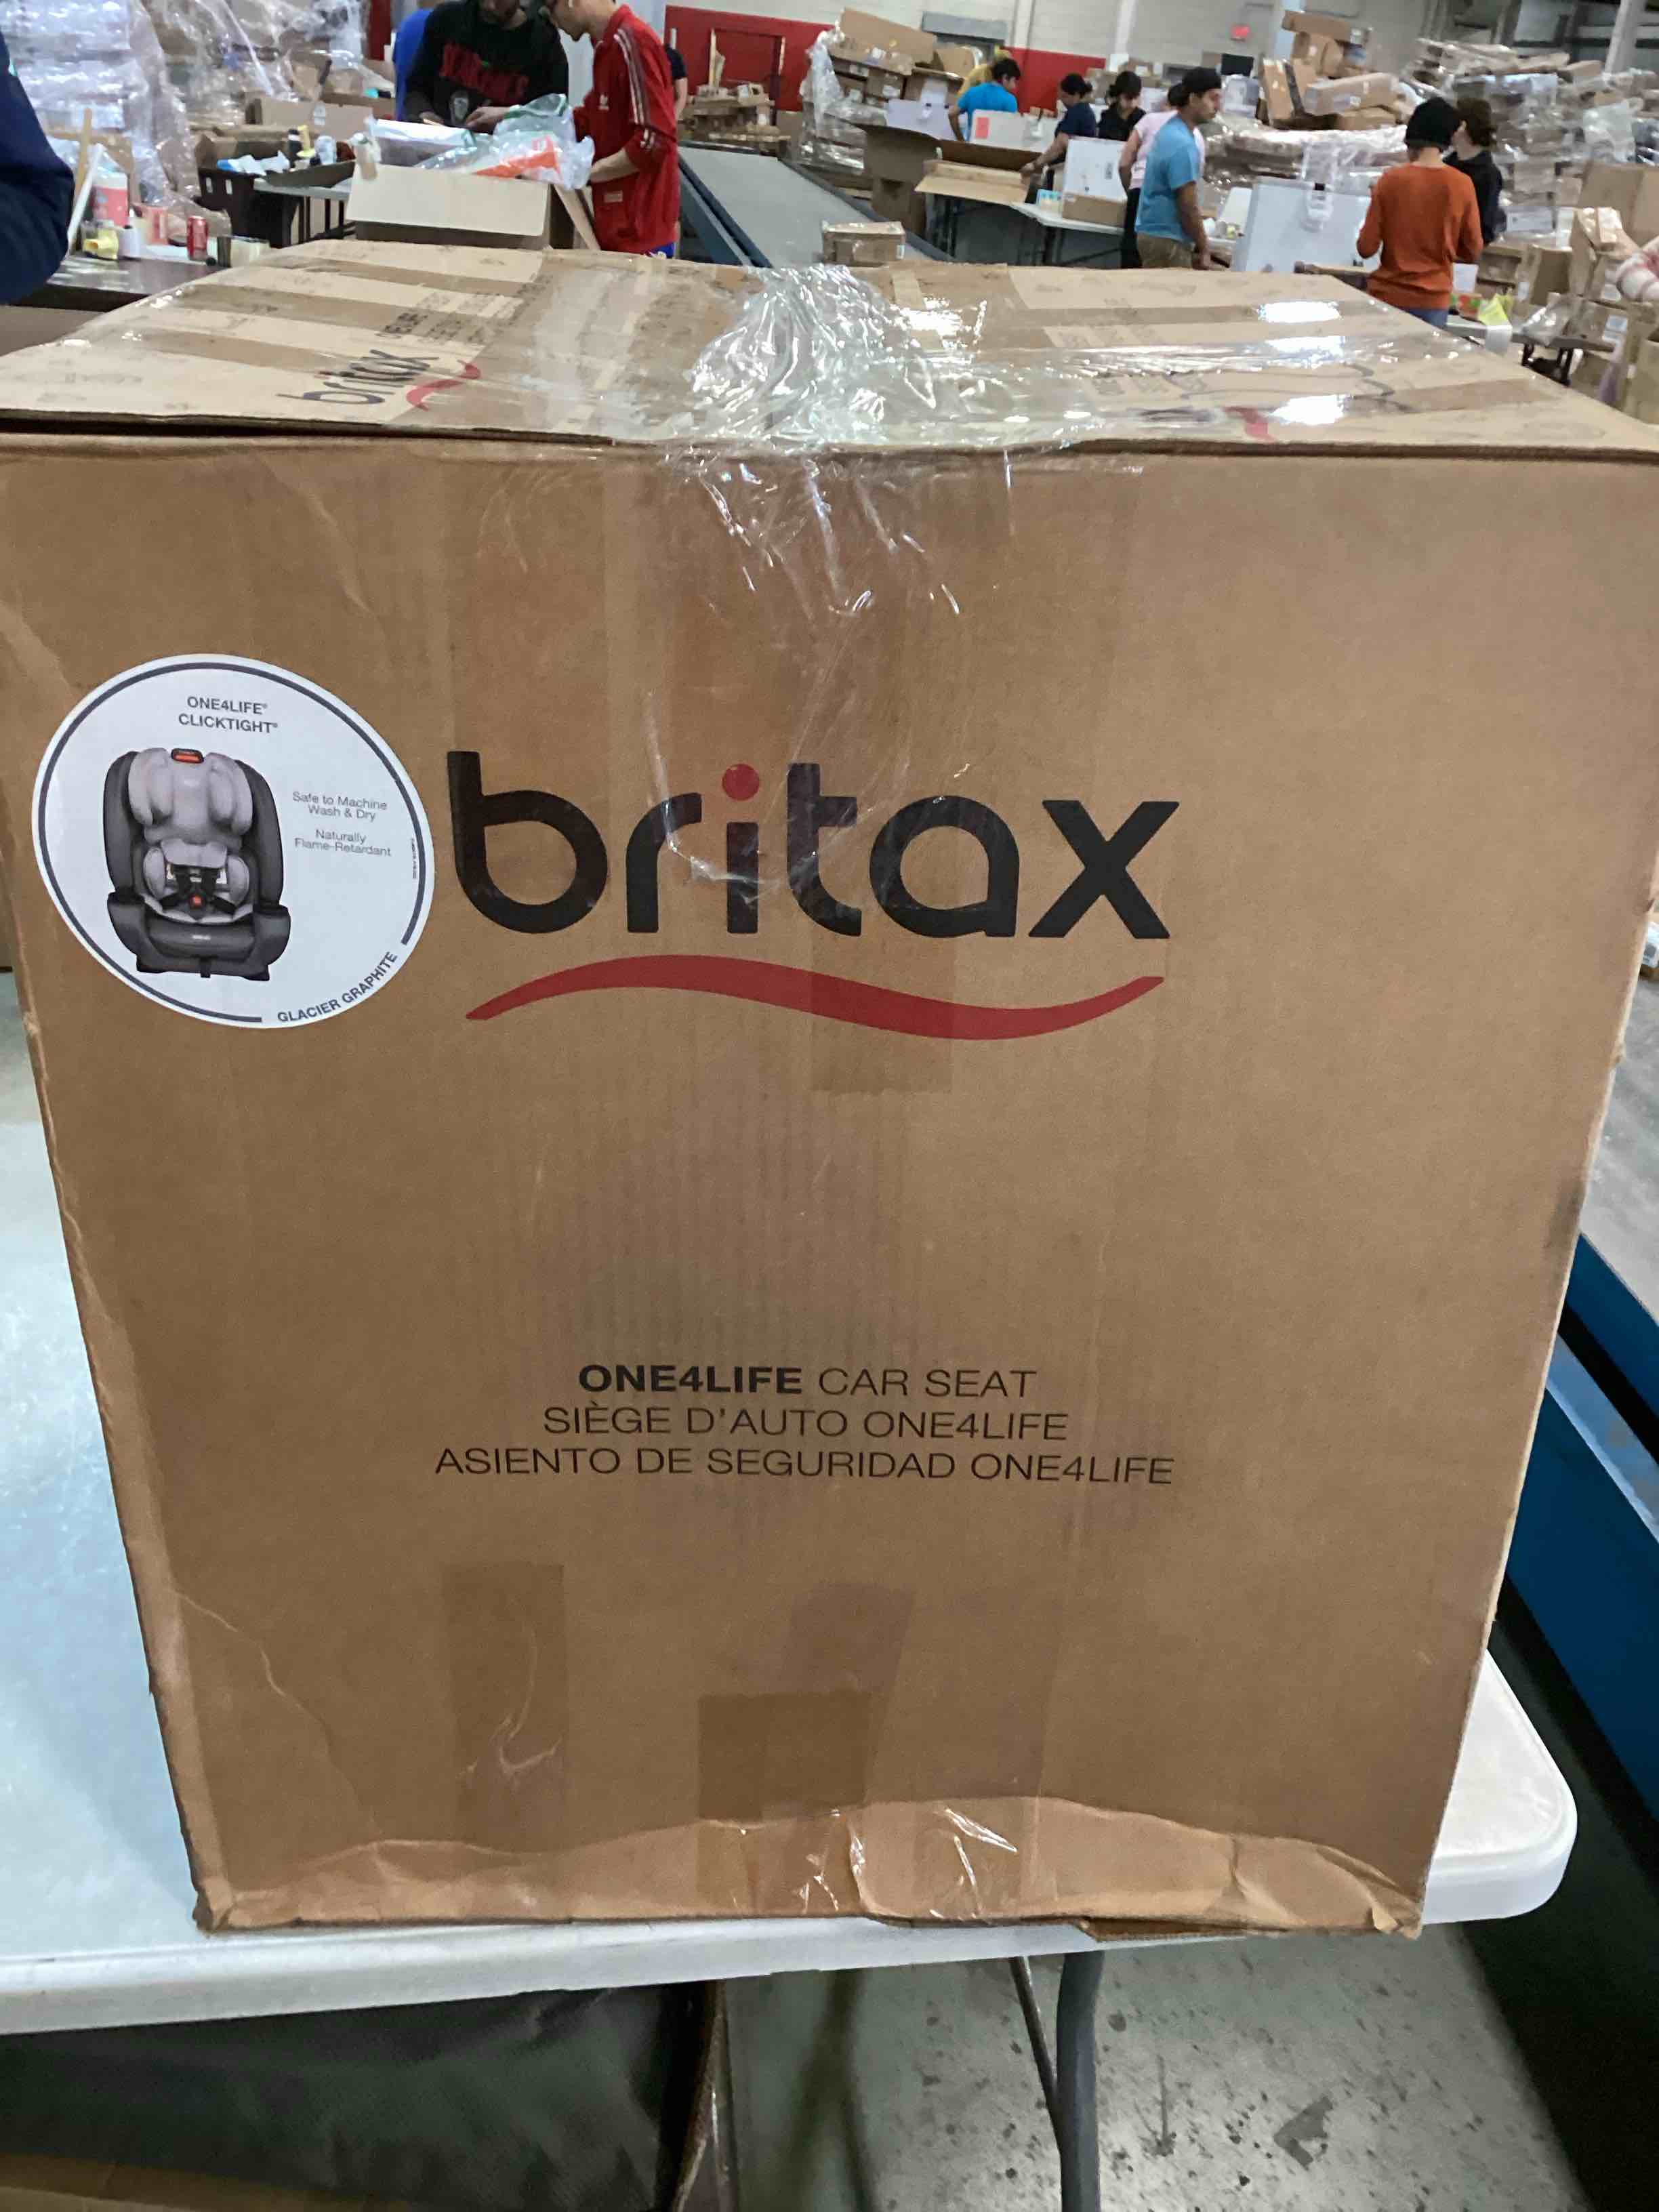 britax
ONE4LIFE®
CLICKTIGHT®
Safe to Machine
Wash & Dry
Naturally
Flame-Retardant
GLACIER GRAPHITE
britax
ONE4LIFE CAR SEAT
SIÈGE D'AUTO ONE4LIFE
ASIENTO DE SEGURIDAD ONE4LIFE